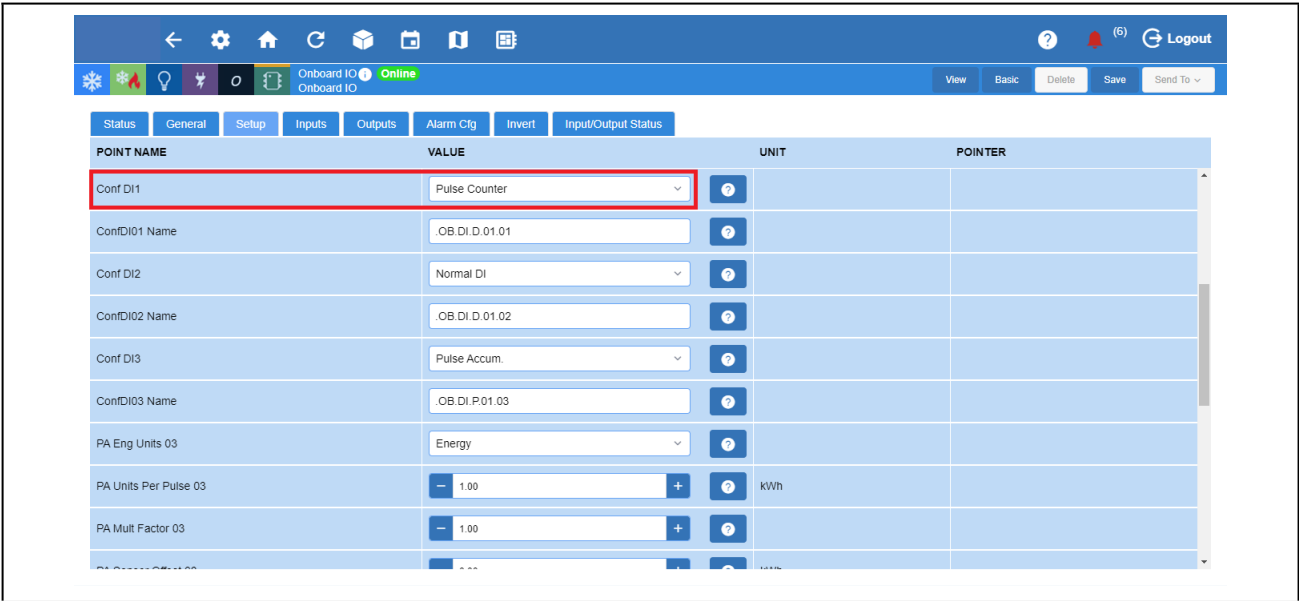 (6) Logout
o Onboard IO Online
Onboard IO
View Basic Delete Save Send To
Status General Setup Inputs Outputs Alarm Cfg Invert Input/Output Status
POINT NAME VALUE UNIT POINTER
Conf DI1 Pulse Counter
ConfDI01 Name .OB.DI.D.01.01
Conf DI2 Normal DI
ConfDI02 Name .OB.DI.D.01.02
Conf DI3 Pulse Accum.
ConfDI03 Name .OB.DI.P.01.03
PA Eng Units 03 Energy
PA Units Per Pulse 03 − 1.00 + kWh
PA Mult Factor 03 − 1.00 +